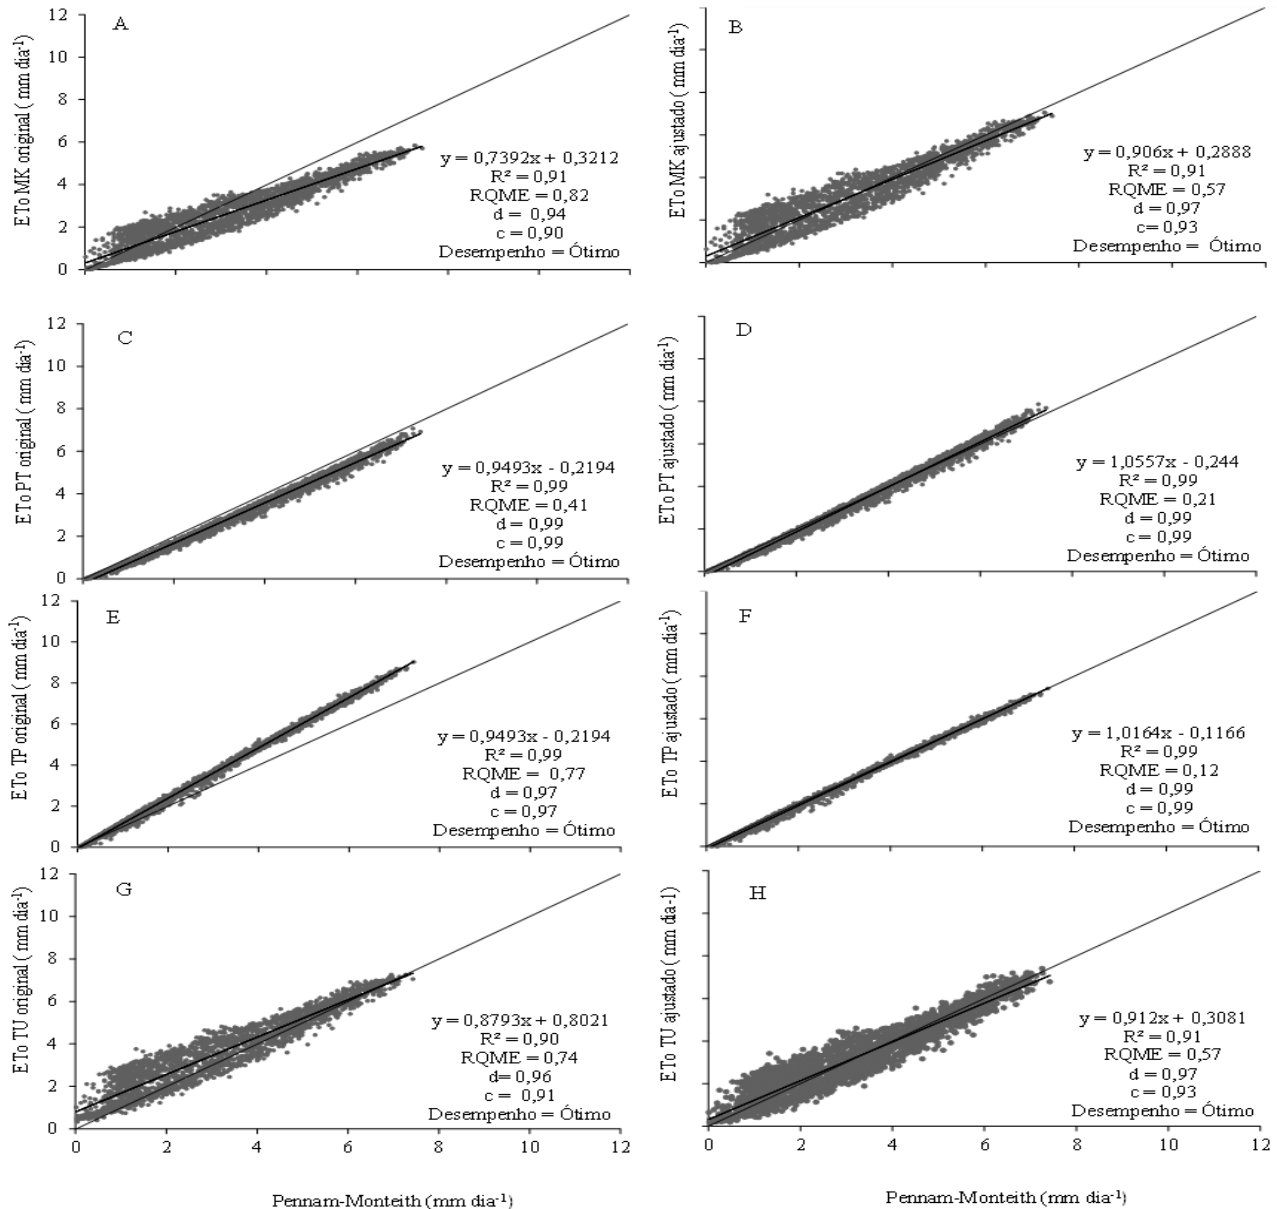 A
ETo MK original ( mm dia-1)
12
10
8
6
4
2
0
y = 0,7392x + 0,3212
R² = 0,91
RQME = 0,82
d = 0,94
c = 0,90
Desempenho = Ótimo
B
ETo MK ajustado ( mm dia-1)
y = 0,906x + 0,2888
R² = 0,91
RQME = 0,57
d = 0,97
c = 0,93
Desempenho = Ótimo
C
ETo PT original ( mm dia-1)
12
10
8
6
4
2
0
y = 0,9493x - 0,2194
R² = 0,99
RQME = 0,41
d = 0,99
c = 0,99
Desempenho = Ótimo
D
ETo PT ajustado ( mm dia-1)
y = 1,0557x - 0,244
R² = 0,99
RQME = 0,21
d = 0,99
c = 0,99
Desempenho = Ótimo
E
ETo TP original ( mm dia-1)
12
10
8
6
4
2
0
y = 0,9493x - 0,2194
R² = 0,99
RQME = 0,77
d = 0,97
c = 0,97
Desempenho = Ótimo
F
ETo TP ajustado ( mm dia-1)
y = 1,0164x - 0,1166
R² = 0,99
RQME = 0,12
d = 0,99
c = 0,99
Desempenho = Ótimo
G
ETo TU original ( mm dia-1)
12
10
8
6
4
2
0
y = 0,8793x + 0,8021
R² = 0,90
RQME = 0,74
d= 0,96
c = 0,91
Desempenho = Ótimo
0 2 4 6 8 10 12
Pennam-Monteith (mm dia-1)
H
ETo TU ajustado ( mm dia-1)
y = 0,912x + 0,3081
R² = 0,91
RQME = 0,57
d = 0,97
c = 0,93
Desempenho = Ótimo
0 2 4 6 8 10 12
Pennam-Monteith (mm dia-1)